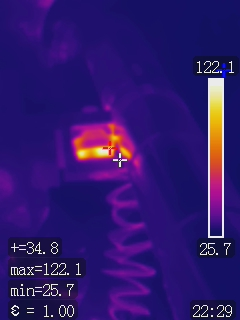 122.1
25.7
+=34.8
max=122.1
min=25.7
ε = 1.00
22:29